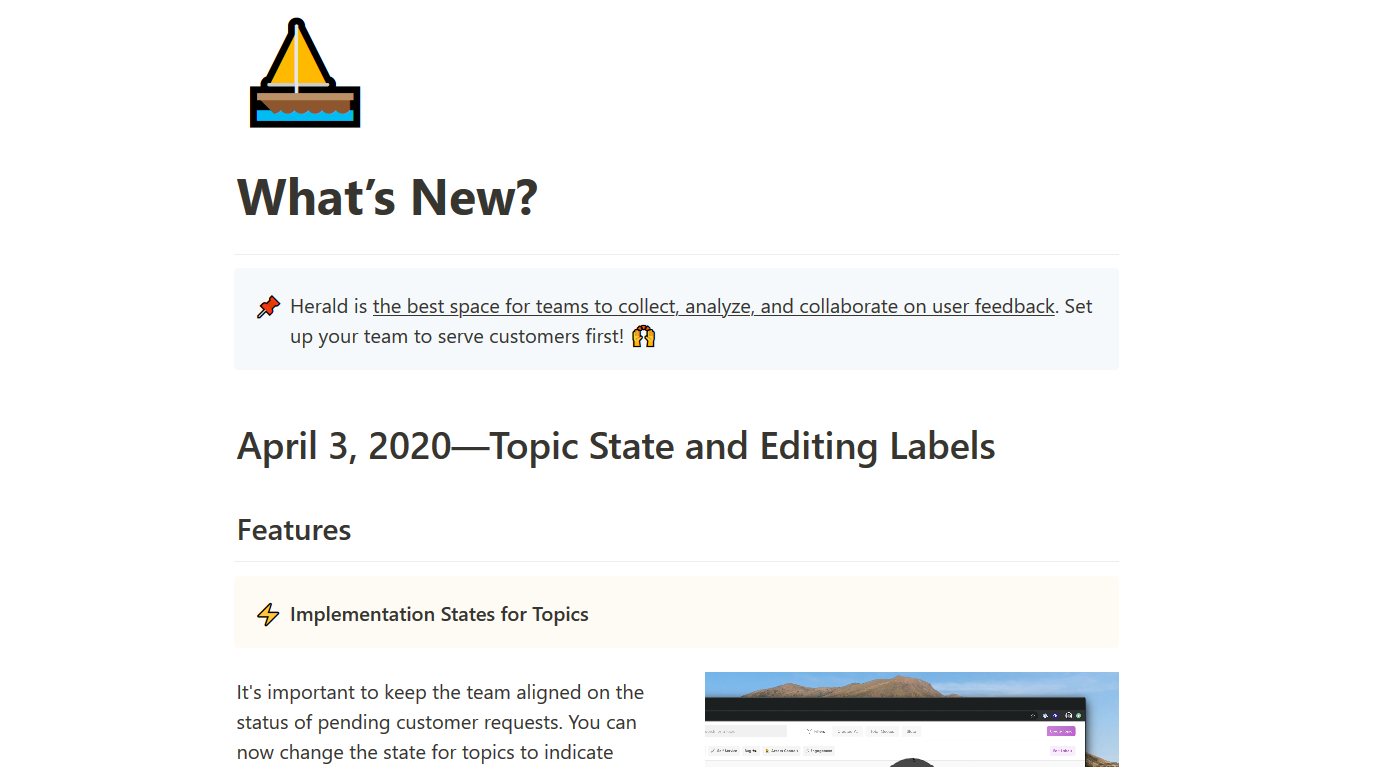 What’s New?
Herald is the best space for teams to collect, analyze, and collaborate on user feedback. Set
up your team to serve customers first!
April 3, 2020—Topic State and Editing Labels
Features
Implementation States for Topics
It's important to keep the team aligned on the
status of pending customer requests. You can
now change the state for topics to indicate